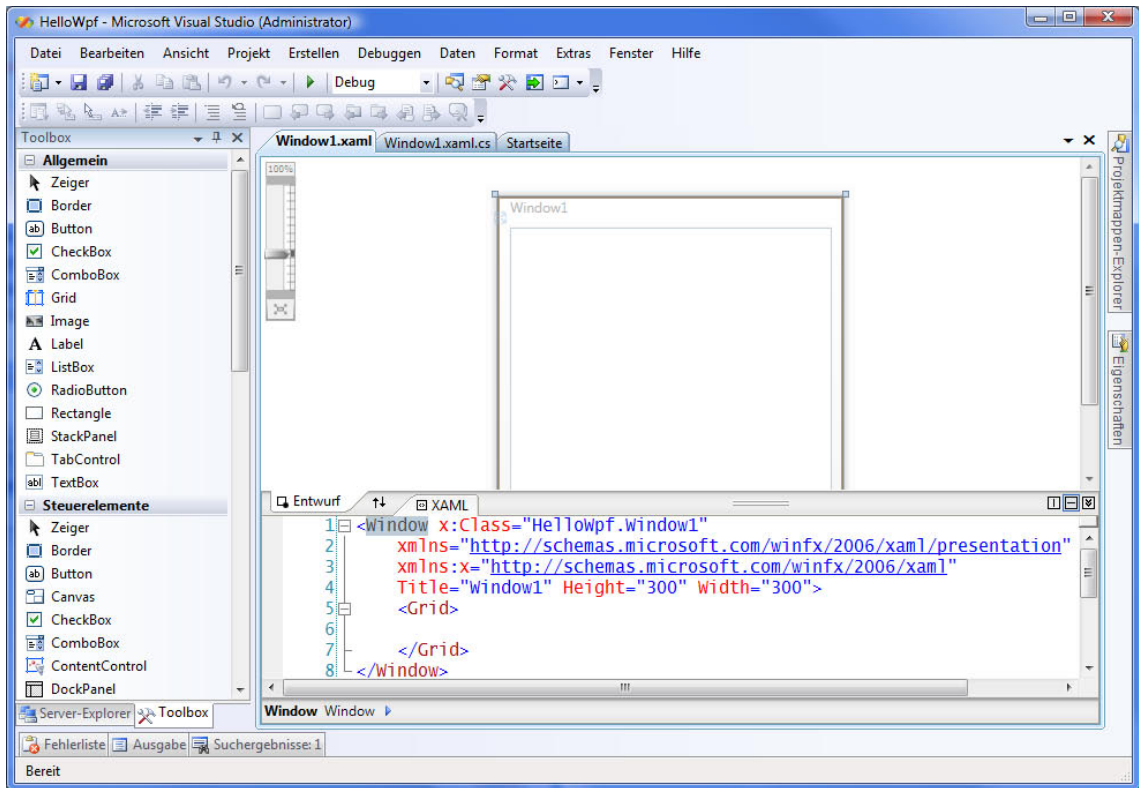 HelloWpf - Microsoft Visual Studio (Administrator)
Datei Bearbeiten Ansicht Projekt Erstellen Debuggen Daten Format Extras Fenster Hilfe
Debug
Toolbox
Window1.xaml Window1.xaml.cs Startseite
Allgemein
Zeiger
Border
Button
CheckBox
ComboBox
Grid
Image
Label
ListBox
RadioButton
Rectangle
StackPanel
TabControl
TextBox
Steuerelemente
Zeiger
Border
Button
Canvas
CheckBox
ComboBox
ContentControl
DockPanel
Server-Explorer Toolbox
100%
Window1
Entwurf XAML
1 <Window x:Class="HelloWpf.Window1"
2 xmlns="http://schemas.microsoft.com/winfx/2006/xaml/presentation"
3 xmlns:x="http://schemas.microsoft.com/winfx/2006/xaml"
4 Title="Window1" Height="300" Width="300">
5 <Grid>
6
7 </Grid>
8 </Window>
Window Window
Projektmappen-Explorer
Eigenschaften
Fehlerliste Ausgabe Suchergebnisse: 1
Bereit